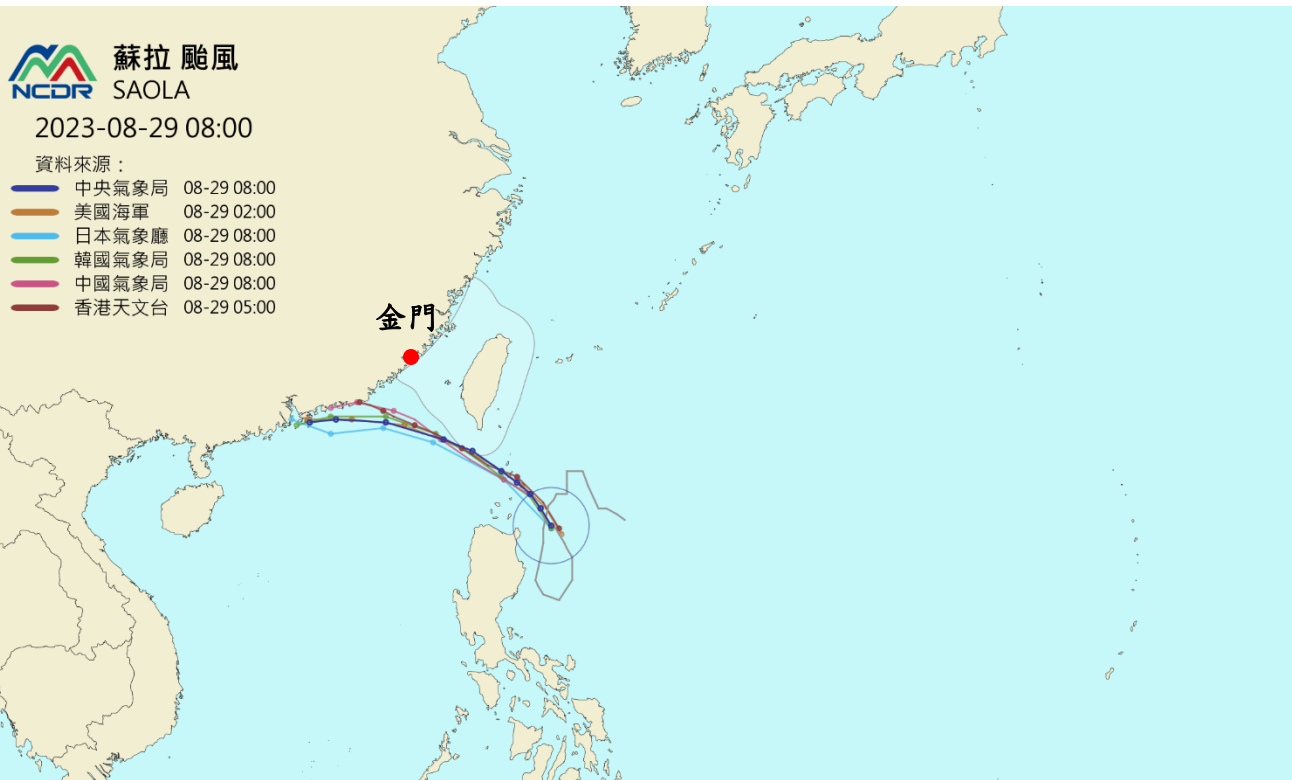 蘇拉 颱風
NCDR SAOLA
2023-08-29 08:00
資料來源：
中央氣象局 08-29 08:00
美國海軍 08-29 02:00
日本氣象廳 08-29 08:00
韓國氣象局 08-29 08:00
中國氣象局 08-29 08:00
香港天文台 08-29 05:00
金門